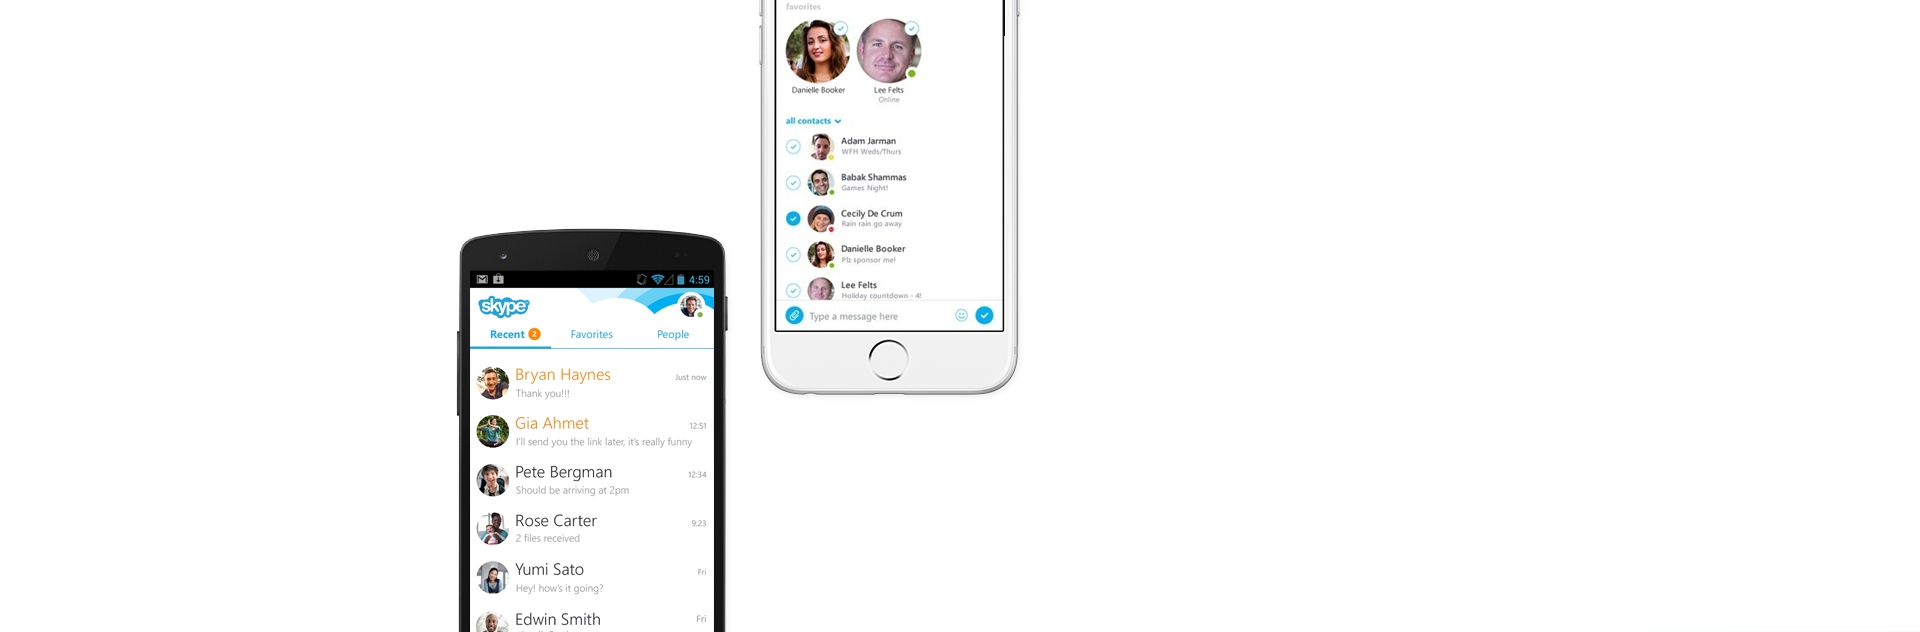 favorites
Danielle Booker
Lee Felts
Online
all contacts
Adam Jarman
WFH Weds/Thurs
Babak Shammas
Games Night!
Cecily De Crum
Rain rain go away
Danielle Booker
Plz sponsor me!
Lee Felts
Holiday countdown - 4!
Type a message here
4:59
skype
Recent 2 Favorites People
Bryan Haynes Just now
Thank you!!!
Gia Ahmet 12:51
I'll send you the link later, it's really funny
Pete Bergman 12:34
Should be arriving at 2pm
Rose Carter 9:23
2 files received
Yumi Sato Fri
Hey! how's it going?
Edwin Smith Fri